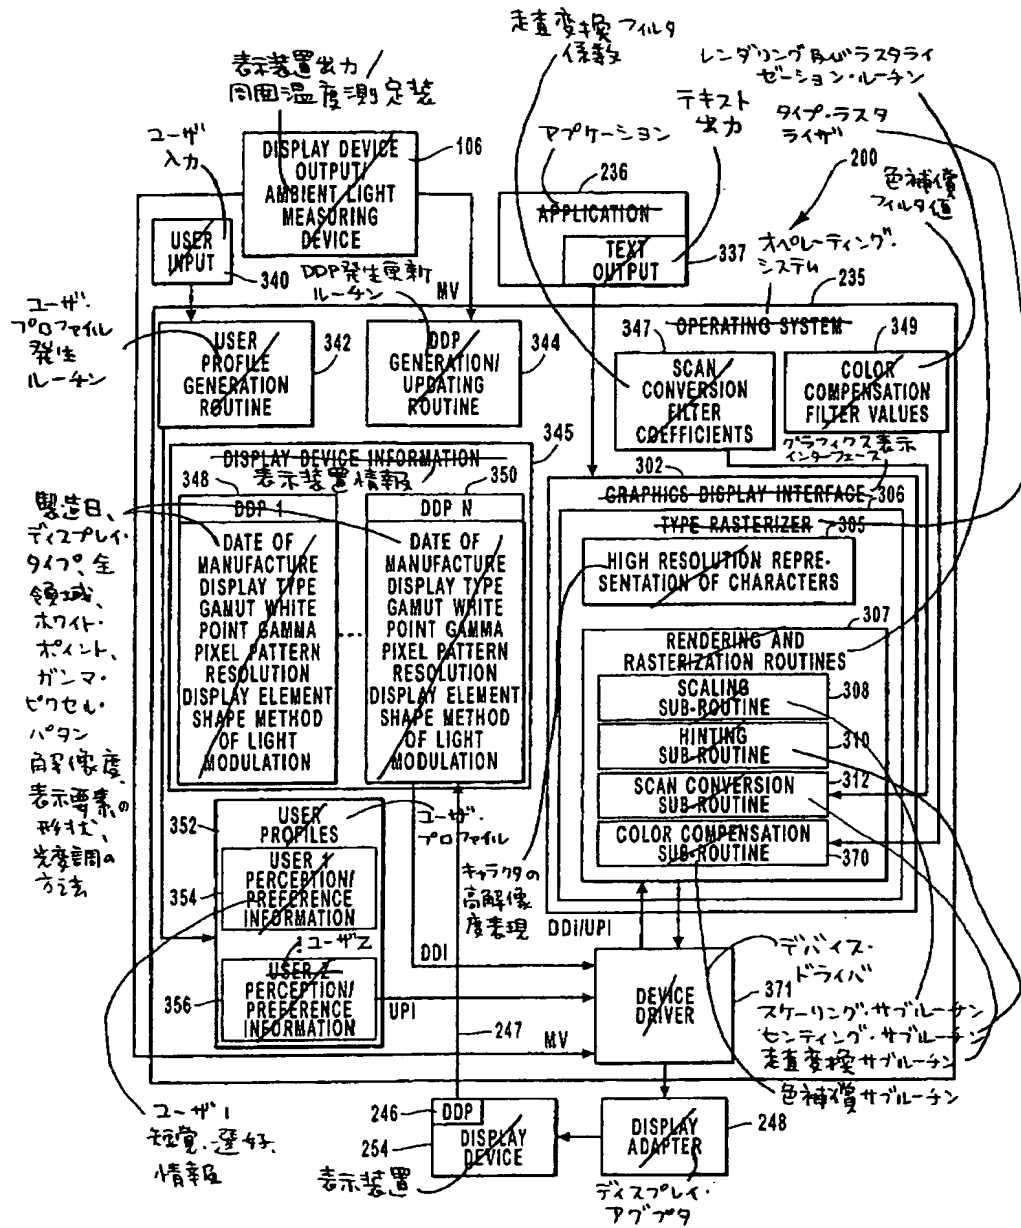 走査変換フィルタ
係数
レンダリング及びラスタライ
ゼーション・ルーチン
表示装置出力/
周囲温度測定装
テキスト
出力
タイプ・ラスタ
ライザ
ユーザ
入力
アプケーション
200
色補償
フィルタ値
DISPLAY DEVICE
OUTPUT/
AMBIENT LIGHT
MEASURING
DEVICE
106
236
APPLICATION
TEXT
OUTPUT
337
USER
INPUT
340
オペレーティング・
システム
235
DDP発生更新
ルーチン
MV
ユーザ・
プロファイル
発生
ルーチン
USER
PROFILE
GENERATION
ROUTINE
342
DDP
GENERATION/
UPDATING
ROUTINE
344
OPERATING SYSTEM
347
SCAN
CONVERSION
FILTER
COEFFICIENTS
349
COLOR
COMPENSATION
FILTER VALUES
345
DISPLAY DEVICE INFORMATION
表示装置情報
348
350
DDP 1
DDP N
DATE OF
MANUFACTURE
DISPLAY TYPE
GAMUT WHITE
POINT GAMMA
PIXEL PATTERN
RESOLUTION
DISPLAY ELEMENT
SHAPE METHOD
OF LIGHT
MODULATION
DATE OF
MANUFACTURE
DISPLAY TYPE
GAMUT WHITE
POINT GAMMA
PIXEL PATTERN
RESOLUTION
DISPLAY ELEMENT
SHAPE METHOD
OF LIGHT
MODULATION
製造日、
ディスプレイ・
タイプ、全
領域、
ホワイト・
ポイント、
ガンマ・
ピクセル・
パタン
解像度、
表示要素の
形状、
光変調の
方法
グラフィクス表示
インターフェース
302
GRAPHICS DISPLAY INTERFACE
306
TYPE RASTERIZER
305
HIGH RESOLUTION REPRE-
SENTATION OF CHARACTERS
307
RENDERING AND
RASTERIZATION ROUTINES
SCALING
SUB-ROUTINE
308
HINTING
SUB-ROUTINE
310
SCAN CONVERSION
SUB-ROUTINE
312
COLOR COMPENSATION
SUB-ROUTINE
370
352
USER
PROFILES
ユーザ・
プロファイル
354
USER 1
PERCEPTION/
PREFERENCE
INFORMATION
ユーザ2
356
USER 2
PERCEPTION/
PREFERENCE
INFORMATION
キャラクタの
高解像
度表現
DDI/UPI
DDI
UPI
247
MV
DEVICE
DRIVER
371
デバイス・
ドライバ
スケーリング・サブルーチン
センティング・サブルーチン
走査変換サブルーチン
色補償サブルーチン
ユーザ1
知覚・選好
情報
246
DDP
254
DISPLAY
DEVICE
表示装置
DISPLAY
ADAPTER
248
ディスプレイ・
アダプタ